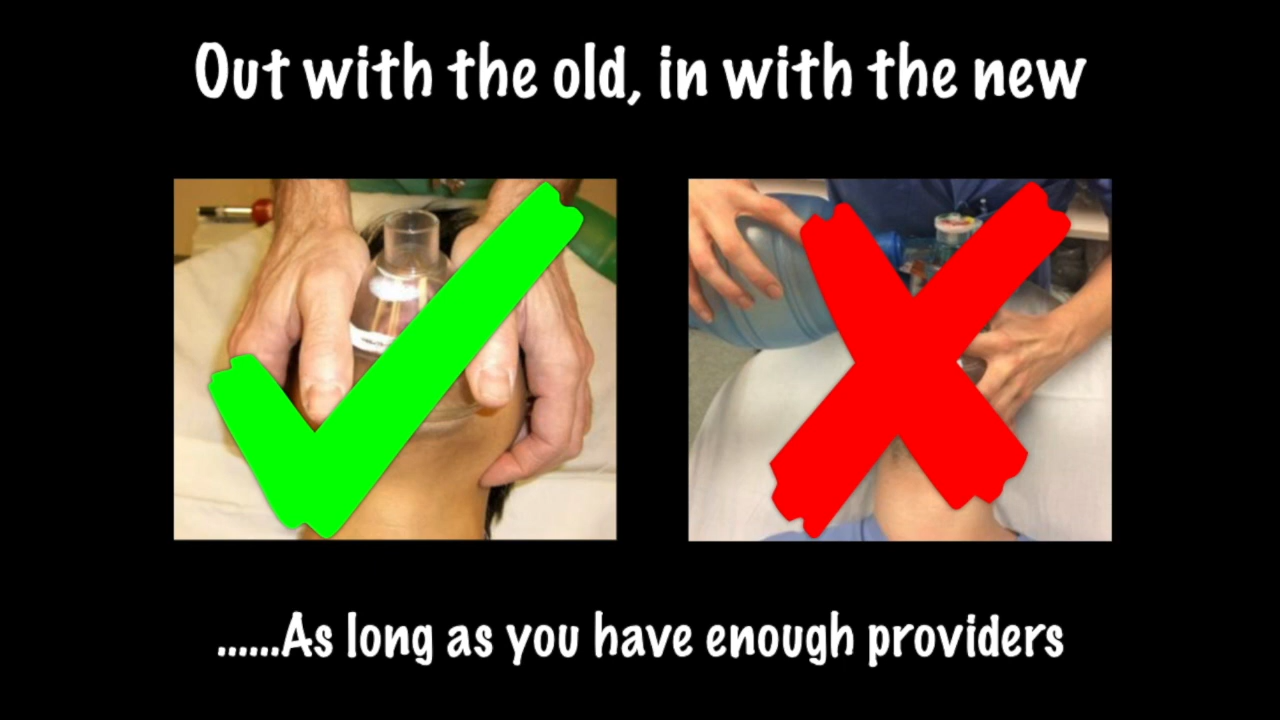 Out with the old, in with the new
......As long as you have enough providers